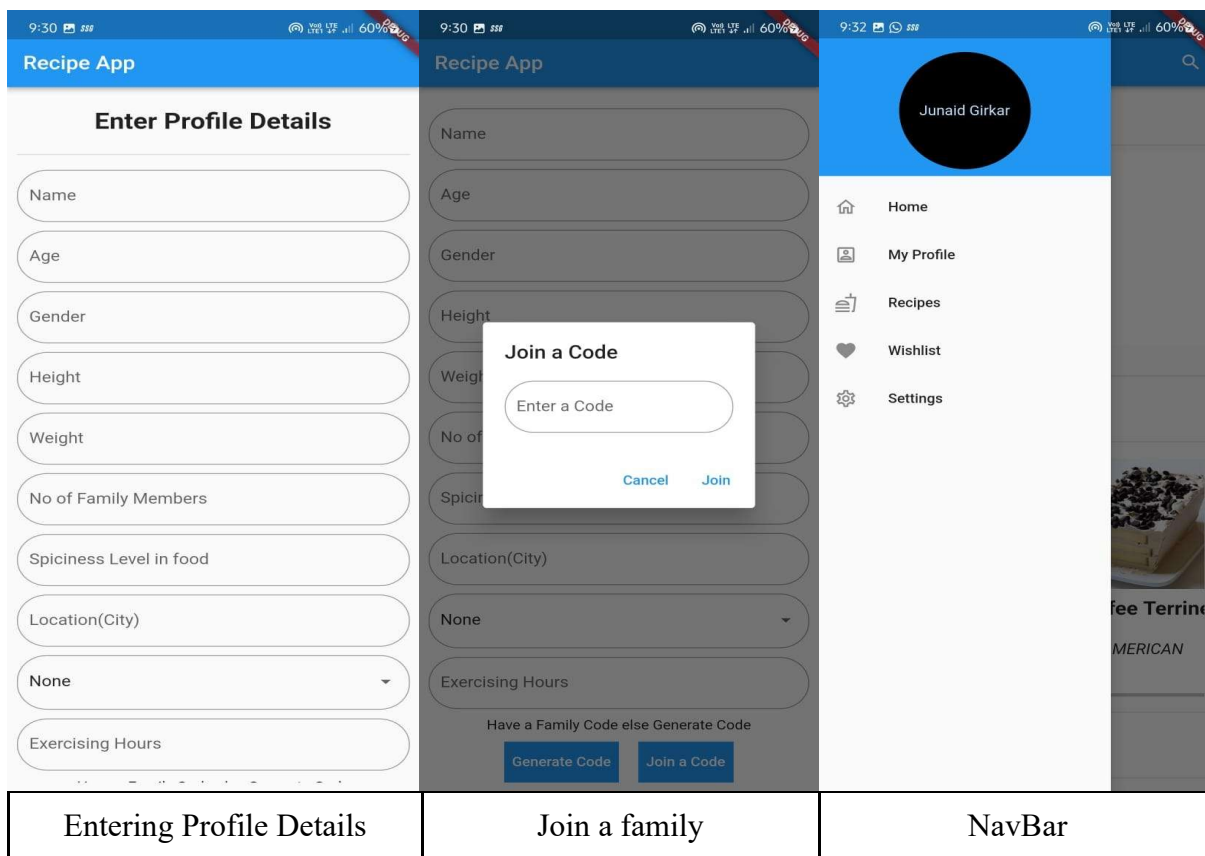 9:30
60%
Recipe App
Enter Profile Details
Name
Age
Gender
Height
Weight
No of Family Members
Spiciness Level in food
Location(City)
None
Exercising Hours
Entering Profile Details
9:30
60%
Recipe App
Name
Age
Gender
Height
Weigh
No of
Spicin
Join a Code
Enter a Code
Cancel Join
Location(City)
None
Exercising Hours
Have a Family Code else Generate Code
Generate Code Join a Code
Join a family
9:32
60%
Junaid Girkar
Home
My Profile
Recipes
Wishlist
Settings
fee Terrine
MERICAN
NavBar